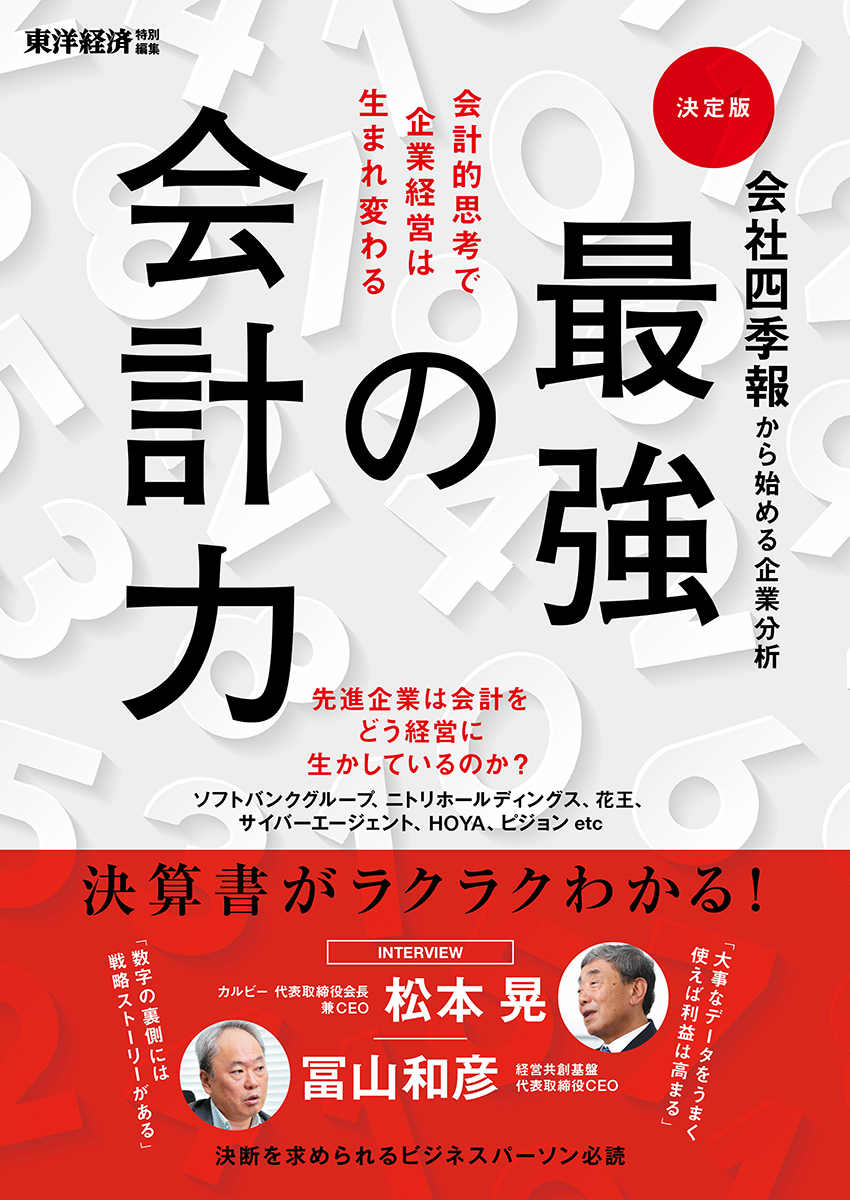 東洋経済 特別編集
決定版
会社四季報から始める企業分析
最強
の
会計力
会計的思考で
企業経営は
生まれ変わる
先進企業は会計を
どう経営に
生かしているのか?
ソフトバンクグループ、ニトリホールディングス、花王、
サイバーエージェント、HOYA、ピジョン etc
決算書がラクラクわかる!
INTERVIEW
「大事なデータをうまく
使えば利益は高まる」
カルビー 代表取締役会長
兼CEO
松本 晃
冨山和彦
経営共創基盤
代表取締役CEO
「数字の裏側には
戦略ストーリーがある」
決断を求められるビジネスパーソン必読